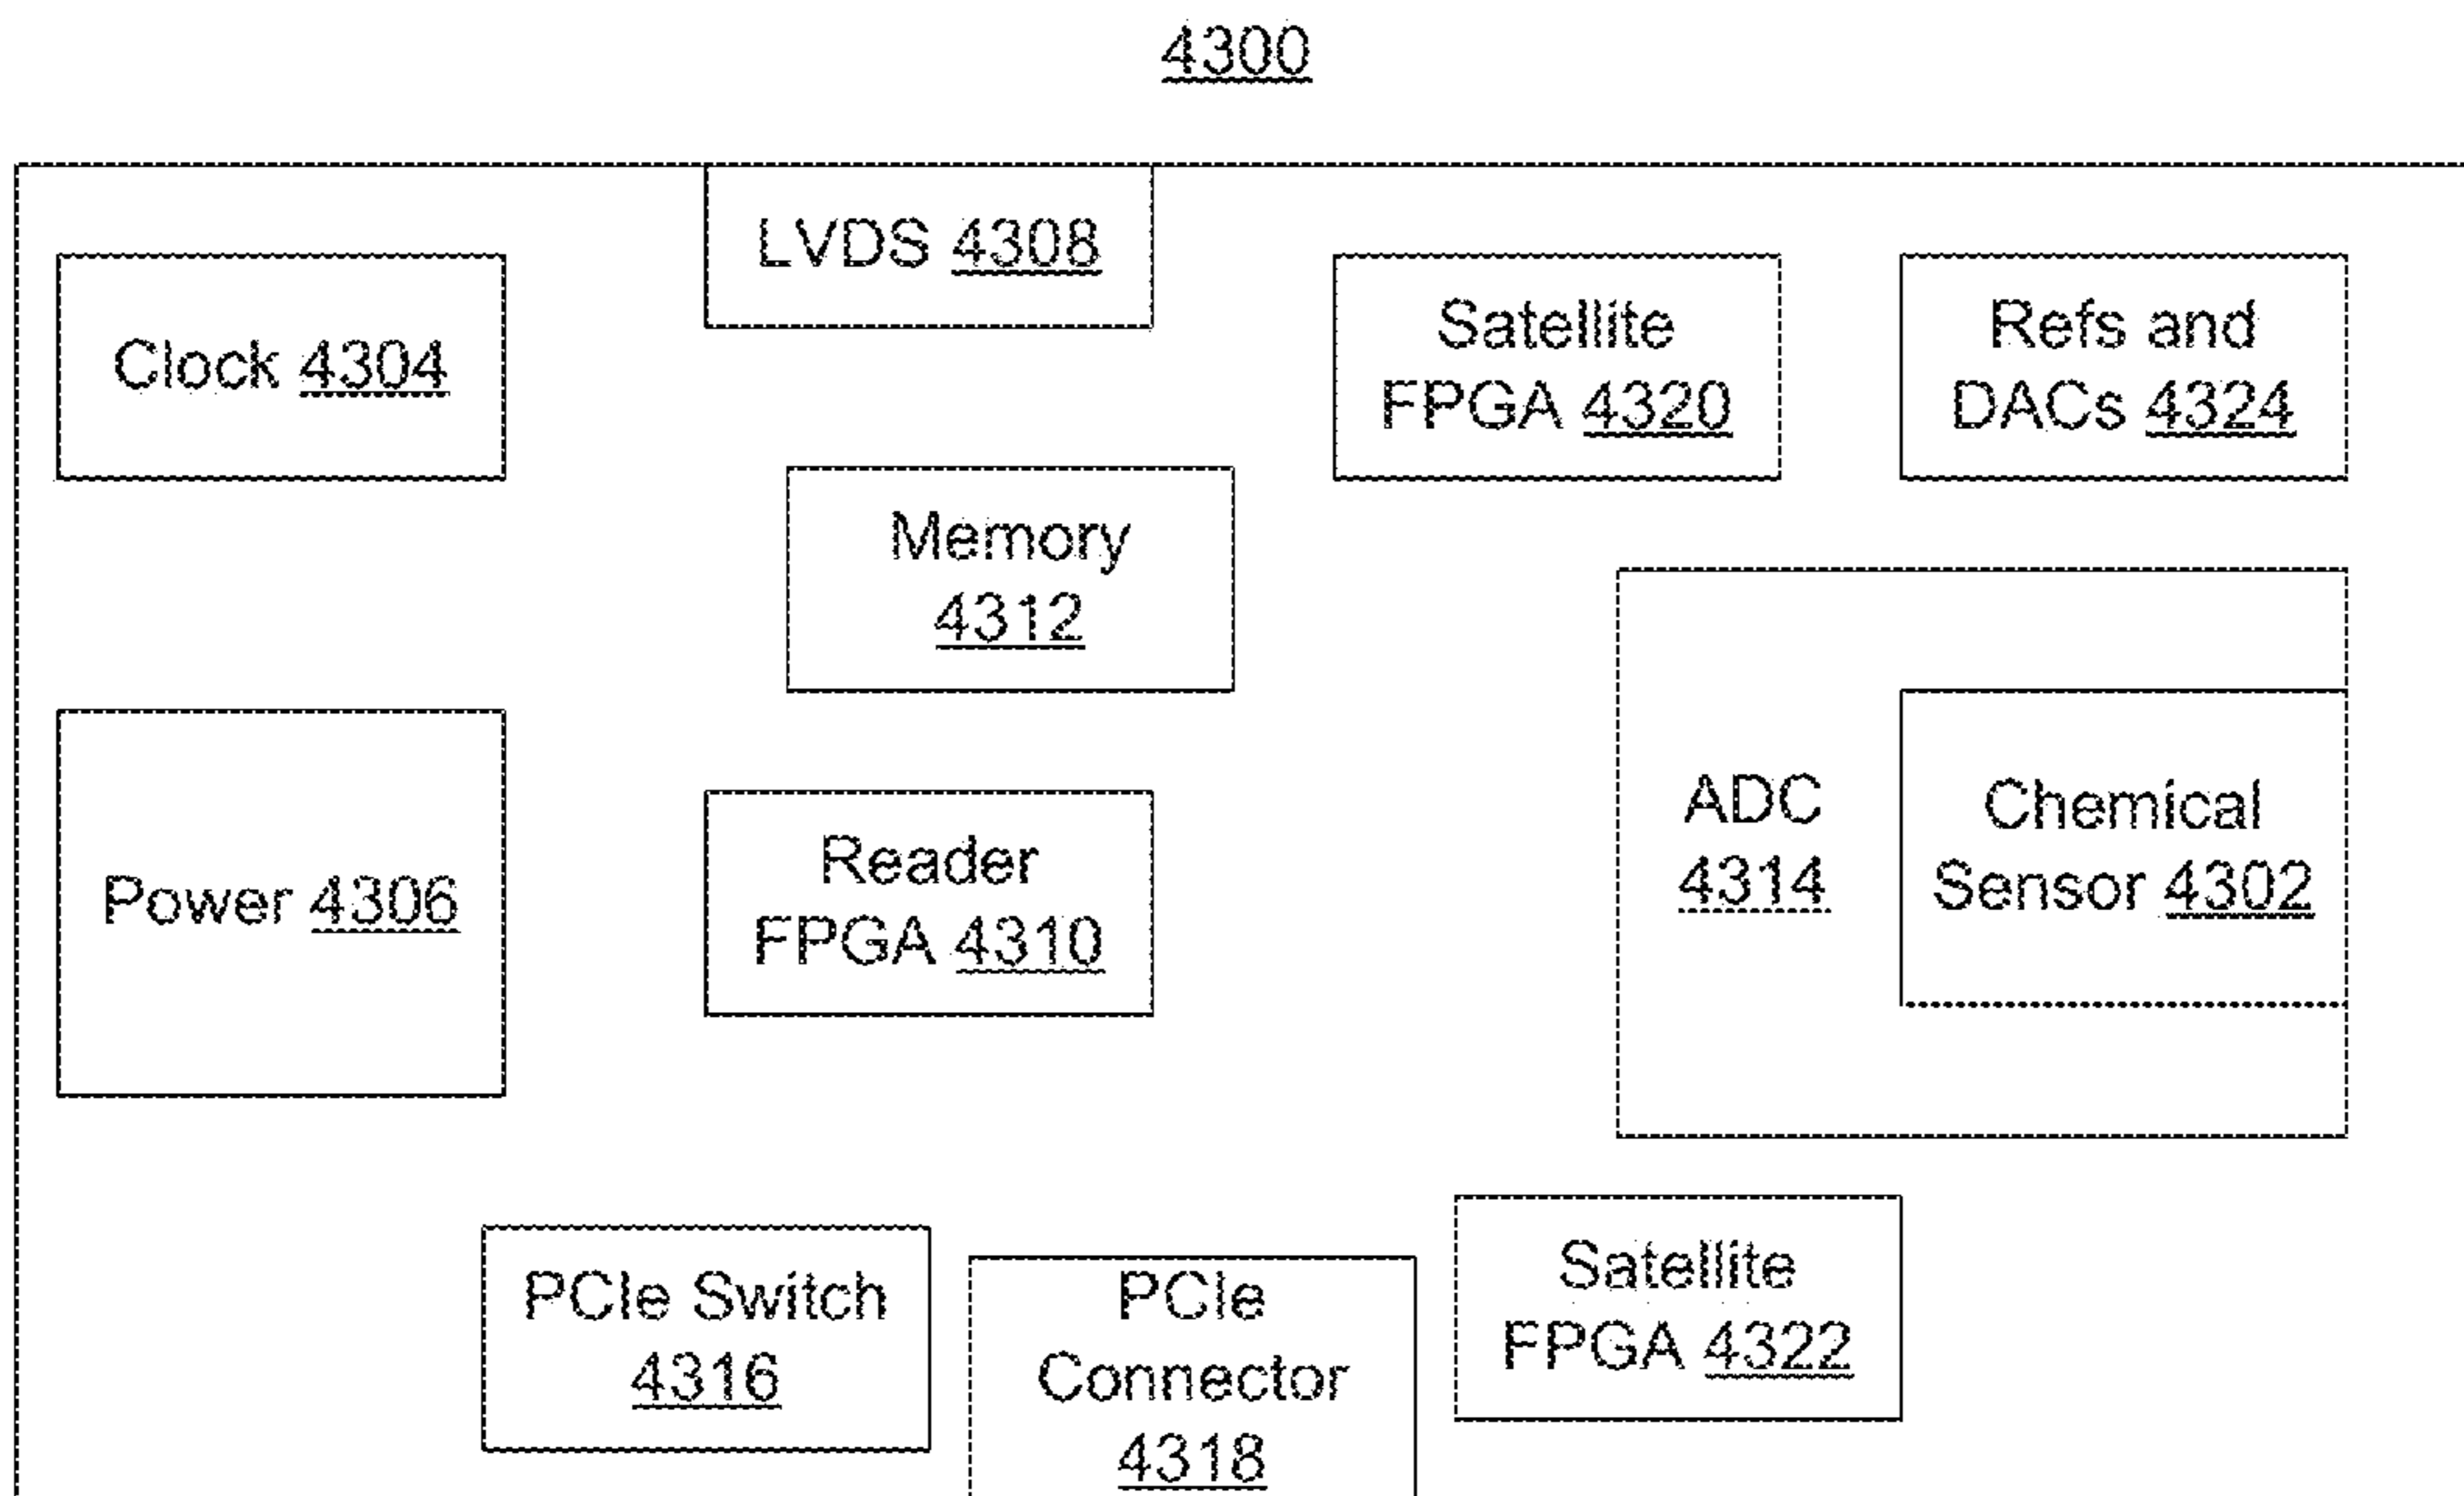 4300
LVDS 4308
Clock 4304
Satellite
FPGA 4320
Refs and
DACs 4324
Memory
4312
Power 4306
Reader
FPGA 4310
ADC
4314
Chemical
Sensor 4302
PCIe Switch
4316
PCIe
Connector
4318
Satellite
FPGA 4322